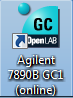 GC
OpenLAB
Agilent
7890B GC1
(online)